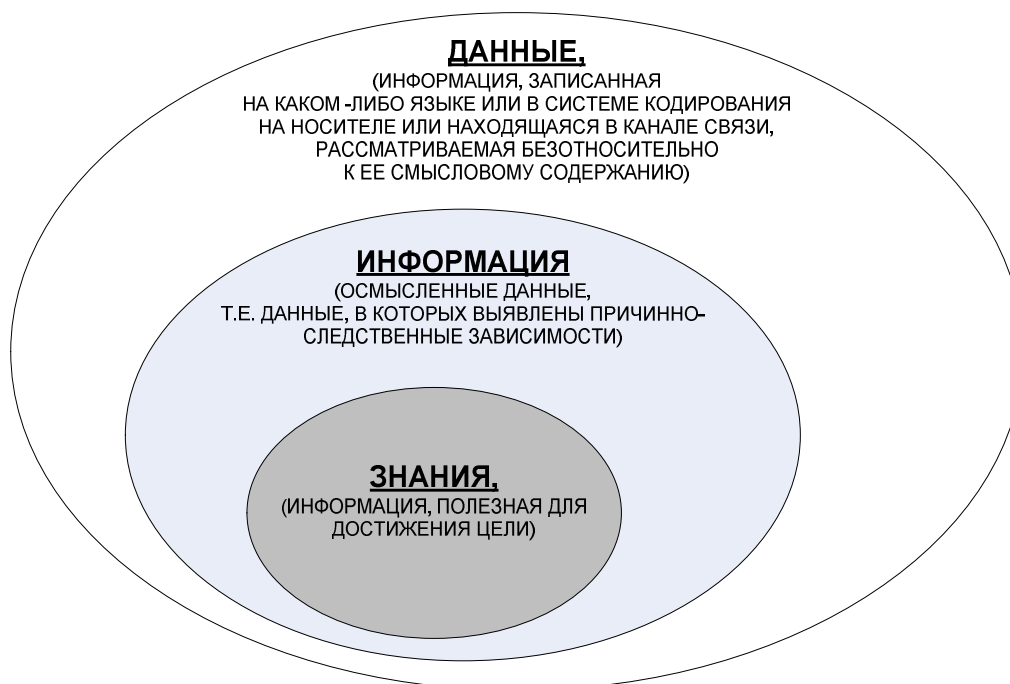 ДАННЫЕ,
(ИНФОРМАЦИЯ, ЗАПИСАННАЯ
НА КАКОМ -ЛИБО ЯЗЫКЕ ИЛИ В СИСТЕМЕ КОДИРОВАНИЯ
НА НОСИТЕЛЕ ИЛИ НАХОДЯЩАЯСЯ В КАНАЛЕ СВЯЗИ,
РАССМАТРИВАЕМАЯ БЕЗОТНОСИТЕЛЬНО
К ЕЕ СМЫСЛОВОМУ СОДЕРЖАНИЮ)
ИНФОРМАЦИЯ
(ОСМЫСЛЕННЫЕ ДАННЫЕ,
Т.Е. ДАННЫЕ, В КОТОРЫХ ВЫЯВЛЕНЫ ПРИЧИННО-
СЛЕДСТВЕННЫЕ ЗАВИСИМОСТИ)
ЗНАНИЯ,
(ИНФОРМАЦИЯ, ПОЛЕЗНАЯ ДЛЯ
ДОСТИЖЕНИЯ ЦЕЛИ)